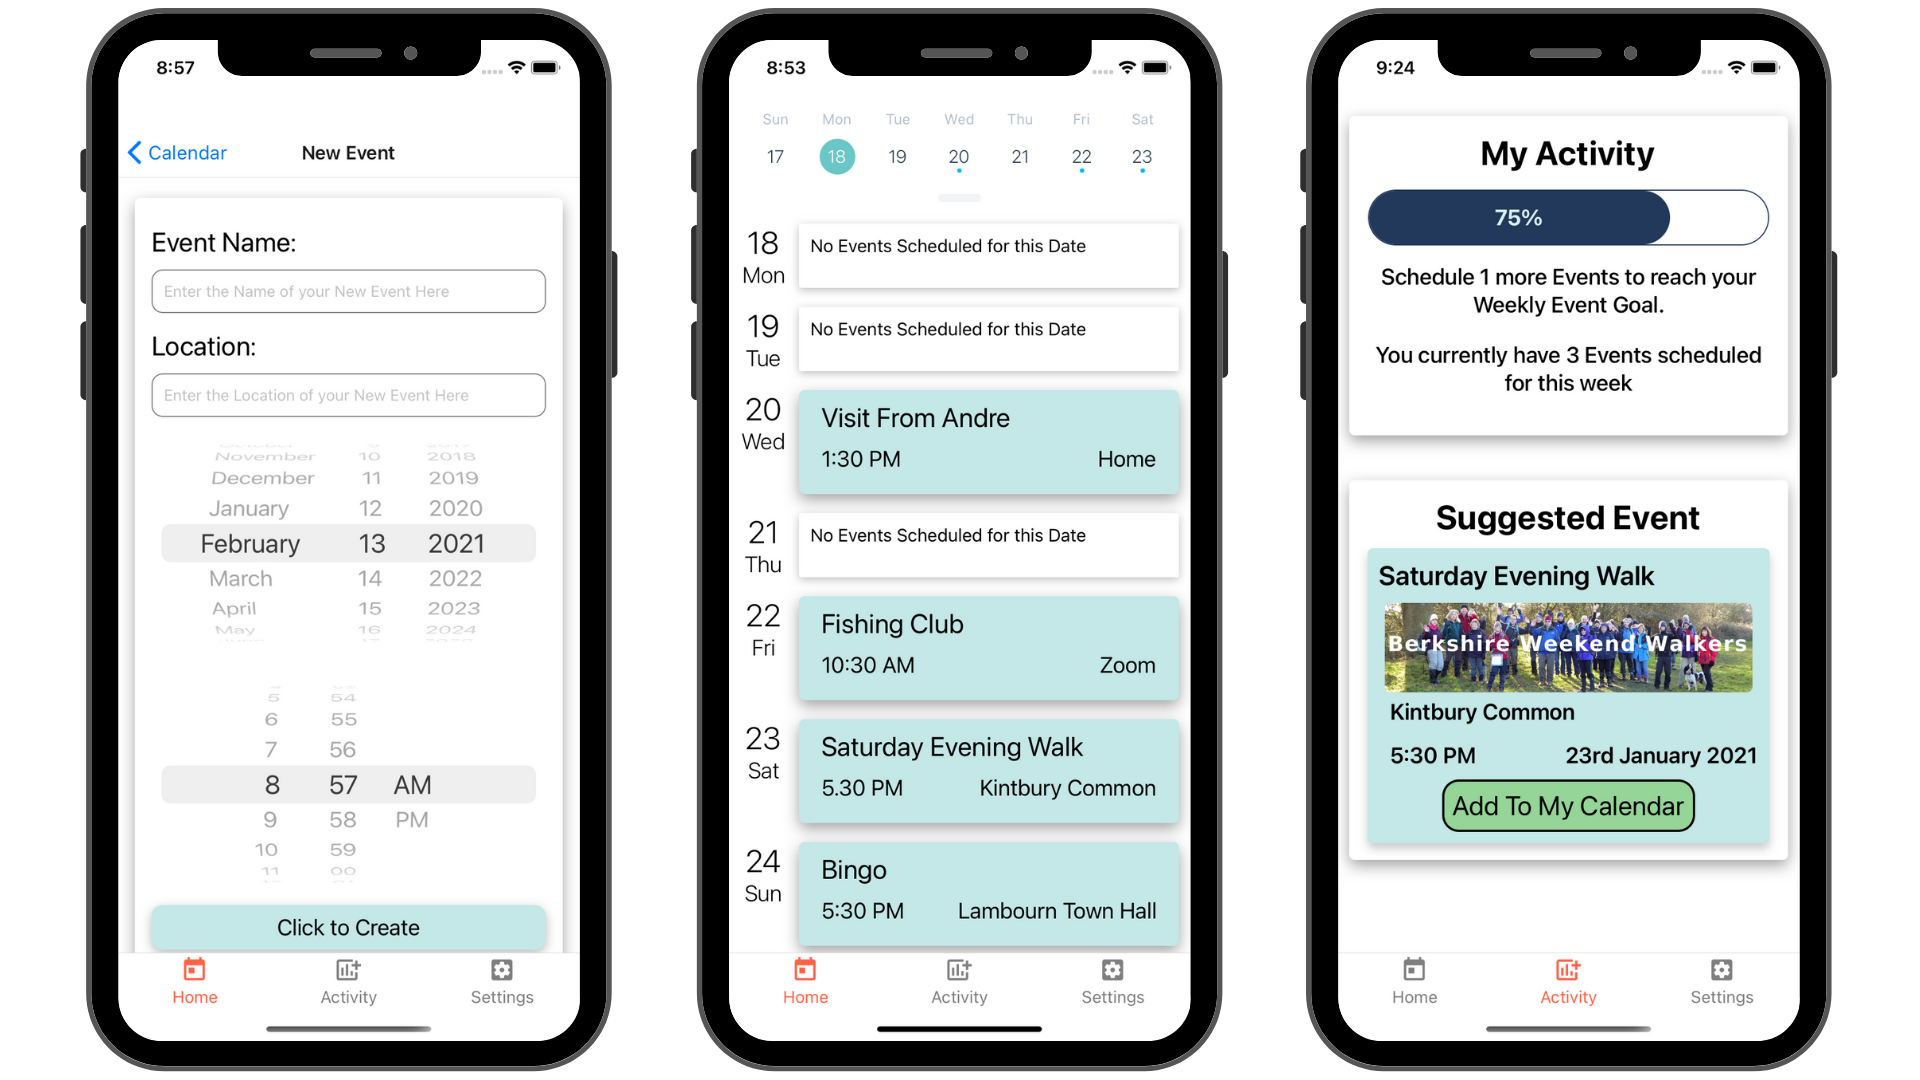 8:57
Calendar
New Event
Event Name:
Enter the Name of your New Event Here
Location:
Enter the Location of your New Event Here
November 10 2018
December 11 2019
January 12 2020
February 13 2021
March 14 2022
April 15 2023
May 16 2024
5 54
6 55
7 56
8 57 AM
9 58 PM
10 59
11 00
Click to Create
Home Activity Settings
8:53
Sun Mon Tue Wed Thu Fri Sat
17 18 19 20 21 22 23
18
Mon
No Events Scheduled for this Date
19
Tue
No Events Scheduled for this Date
20
Wed
Visit From Andre
1:30 PM Home
21
Thu
No Events Scheduled for this Date
22
Fri
Fishing Club
10:30 AM Zoom
23
Sat
Saturday Evening Walk
5.30 PM Kintbury Common
24
Sun
Bingo
5:30 PM Lambourn Town Hall
Home Activity Settings
9:24
My Activity
75%
Schedule 1 more Events to reach your
Weekly Event Goal.
You currently have 3 Events scheduled
for this week
Suggested Event
Saturday Evening Walk
Berkshire Weekend Walkers
Kintbury Common
5:30 PM 23rd January 2021
Add To My Calendar
Home Activity Settings